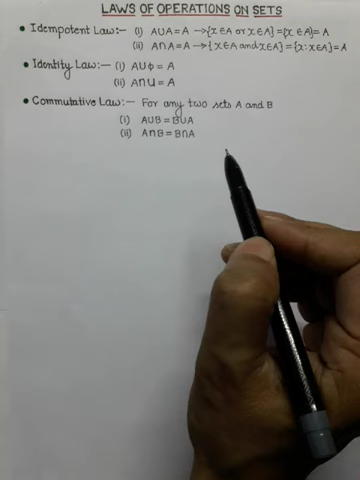 LAWS OF OPERATIONS ON SETS
• Idempotent Law:- (i) A∪A = A → {x∈A or x∈A} = {x∈A} = A
(ii) A∩A = A → {x∈A and x∈A} = {x:x∈A} = A
• Identity Law:- (i) A∪ϕ = A
(ii) A∩U = A
• Commutative Law:- For any two sets A and B
(i) A∪B = B∪A
(ii) A∩B = B∩A